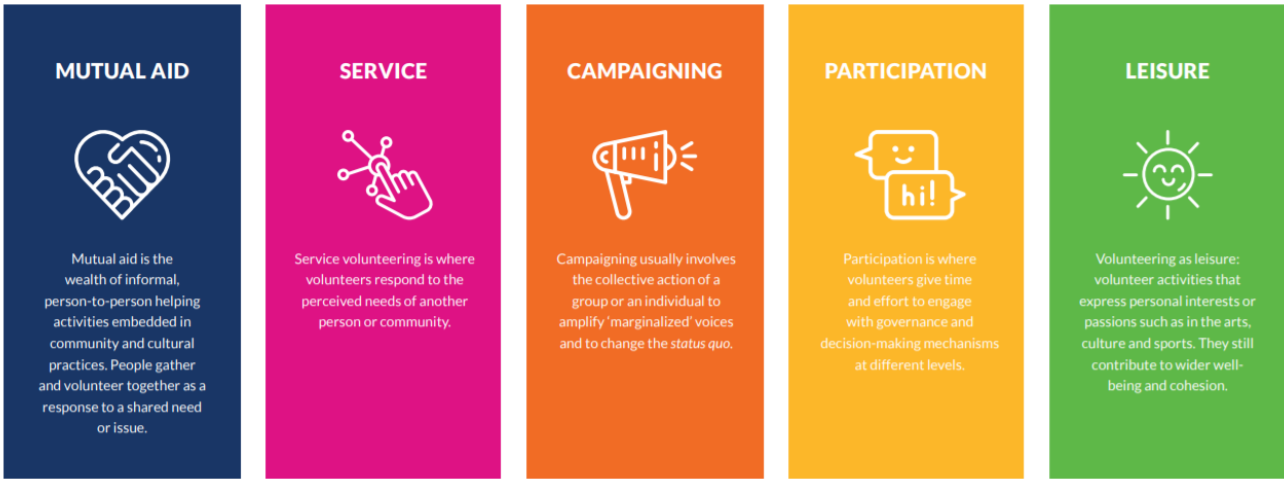 MUTUAL AID
Mutual aid is the
wealth of informal,
person-to-person helping
activities embedded in
community and cultural
practices. People gather
and volunteer together as a
response to a shared need
or issue.
SERVICE
Service volunteering is where
volunteers respond to the
perceived needs of another
person or community.
CAMPAIGNING
Campaigning usually involves
the collective action of a
group or an individual to
amplify ‘marginalized’ voices
and to change the status quo.
PARTICIPATION
hi!
Participation is where
volunteers give time
and effort to engage
with governance and
decision-making mechanisms
at different levels.
LEISURE
Volunteering as leisure:
volunteer activities that
express personal interests or
passions such as in the arts,
culture and sports. They still
contribute to wider well-
being and cohesion.